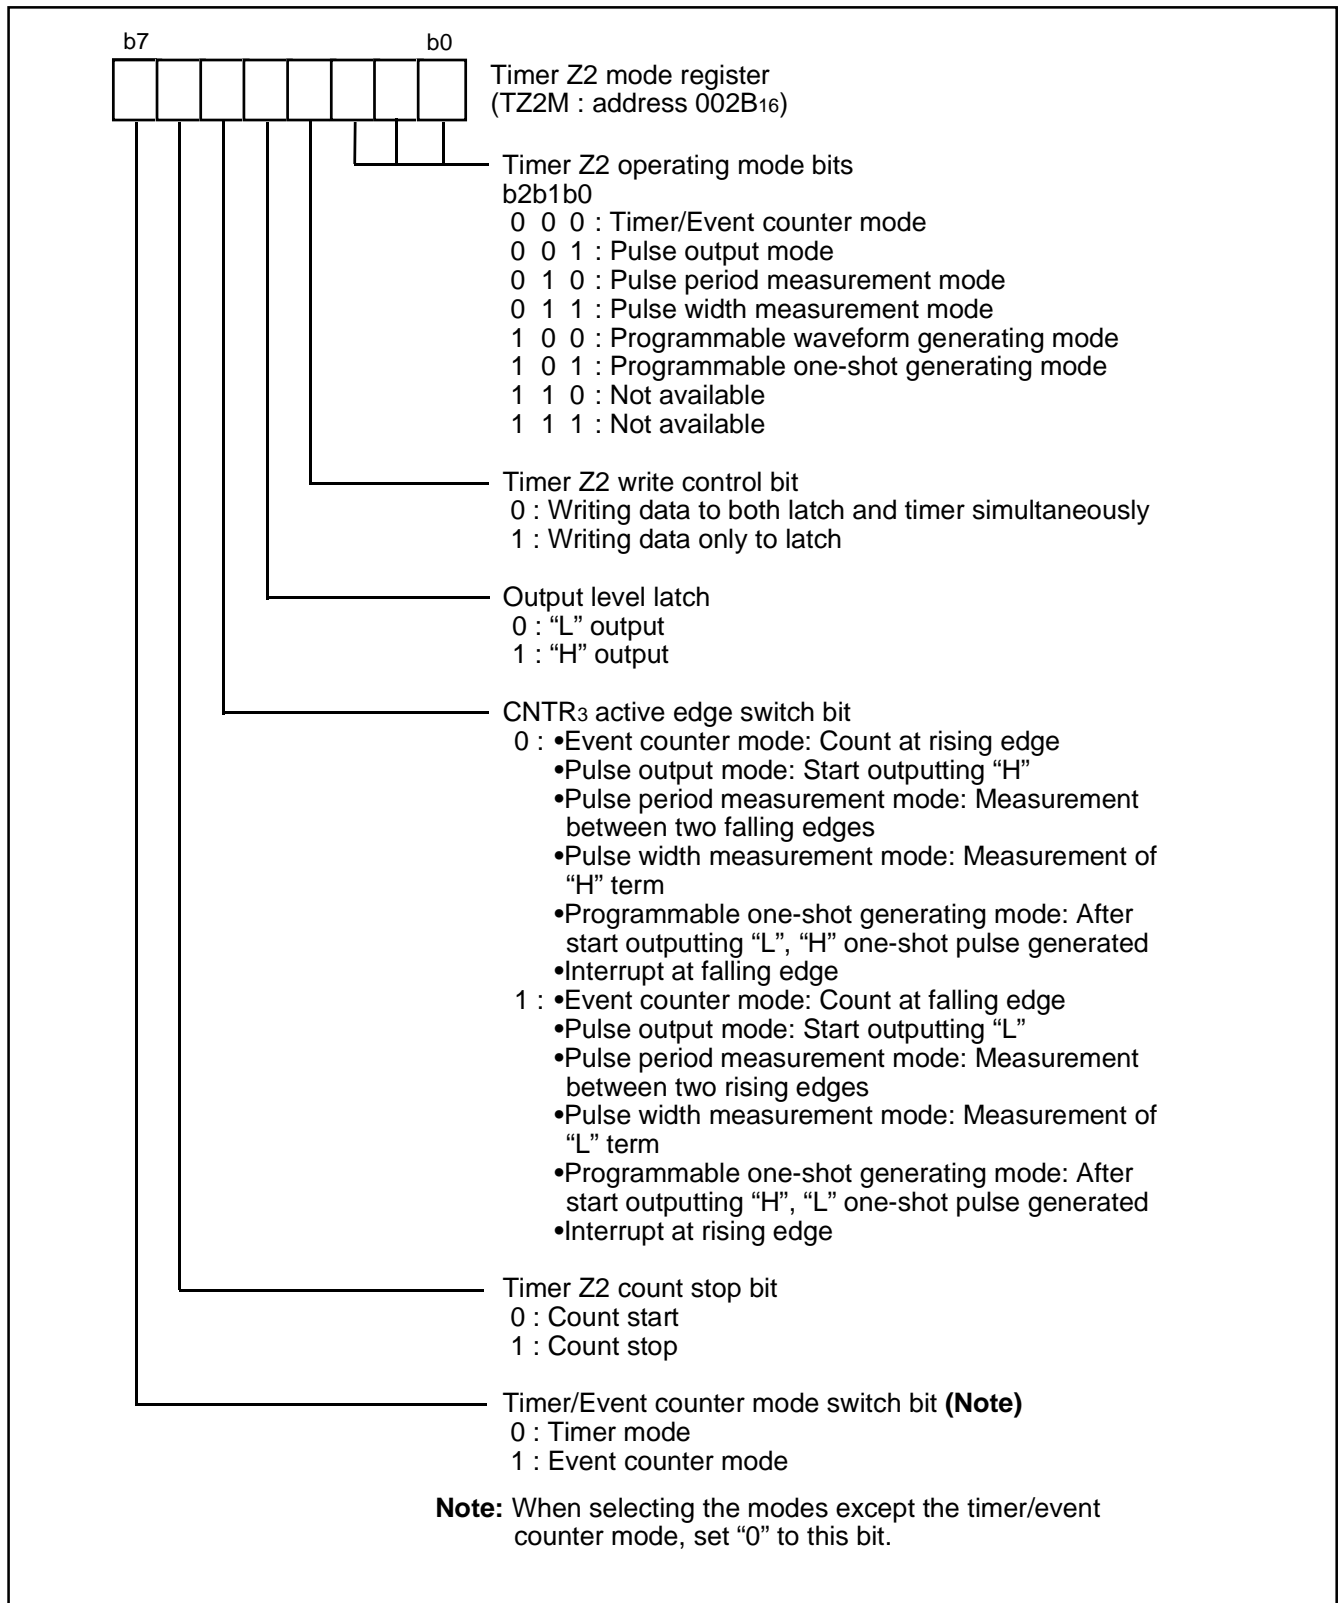 b7 b0
Timer Z2 mode register
(TZ2M : address 002B16)
Timer Z2 operating mode bits
b2b1b0
0 0 0 : Timer/Event counter mode
0 0 1 : Pulse output mode
0 1 0 : Pulse period measurement mode
0 1 1 : Pulse width measurement mode
1 0 0 : Programmable waveform generating mode
1 0 1 : Programmable one-shot generating mode
1 1 0 : Not available
1 1 1 : Not available
Timer Z2 write control bit
0 : Writing data to both latch and timer simultaneously
1 : Writing data only to latch
Output level latch
0 : “L” output
1 : “H” output
CNTR3 active edge switch bit
0 : •Event counter mode: Count at rising edge
•Pulse output mode: Start outputting “H”
•Pulse period measurement mode: Measurement
between two falling edges
•Pulse width measurement mode: Measurement of
“H” term
•Programmable one-shot generating mode: After
start outputting “L”, “H” one-shot pulse generated
•Interrupt at falling edge
1 : •Event counter mode: Count at falling edge
•Pulse output mode: Start outputting “L”
•Pulse period measurement mode: Measurement
between two rising edges
•Pulse width measurement mode: Measurement of
“L” term
•Programmable one-shot generating mode: After
start outputting “H”, “L” one-shot pulse generated
•Interrupt at rising edge
Timer Z2 count stop bit
0 : Count start
1 : Count stop
Timer/Event counter mode switch bit (Note)
0 : Timer mode
1 : Event counter mode
Note: When selecting the modes except the timer/event
counter mode, set “0” to this bit.